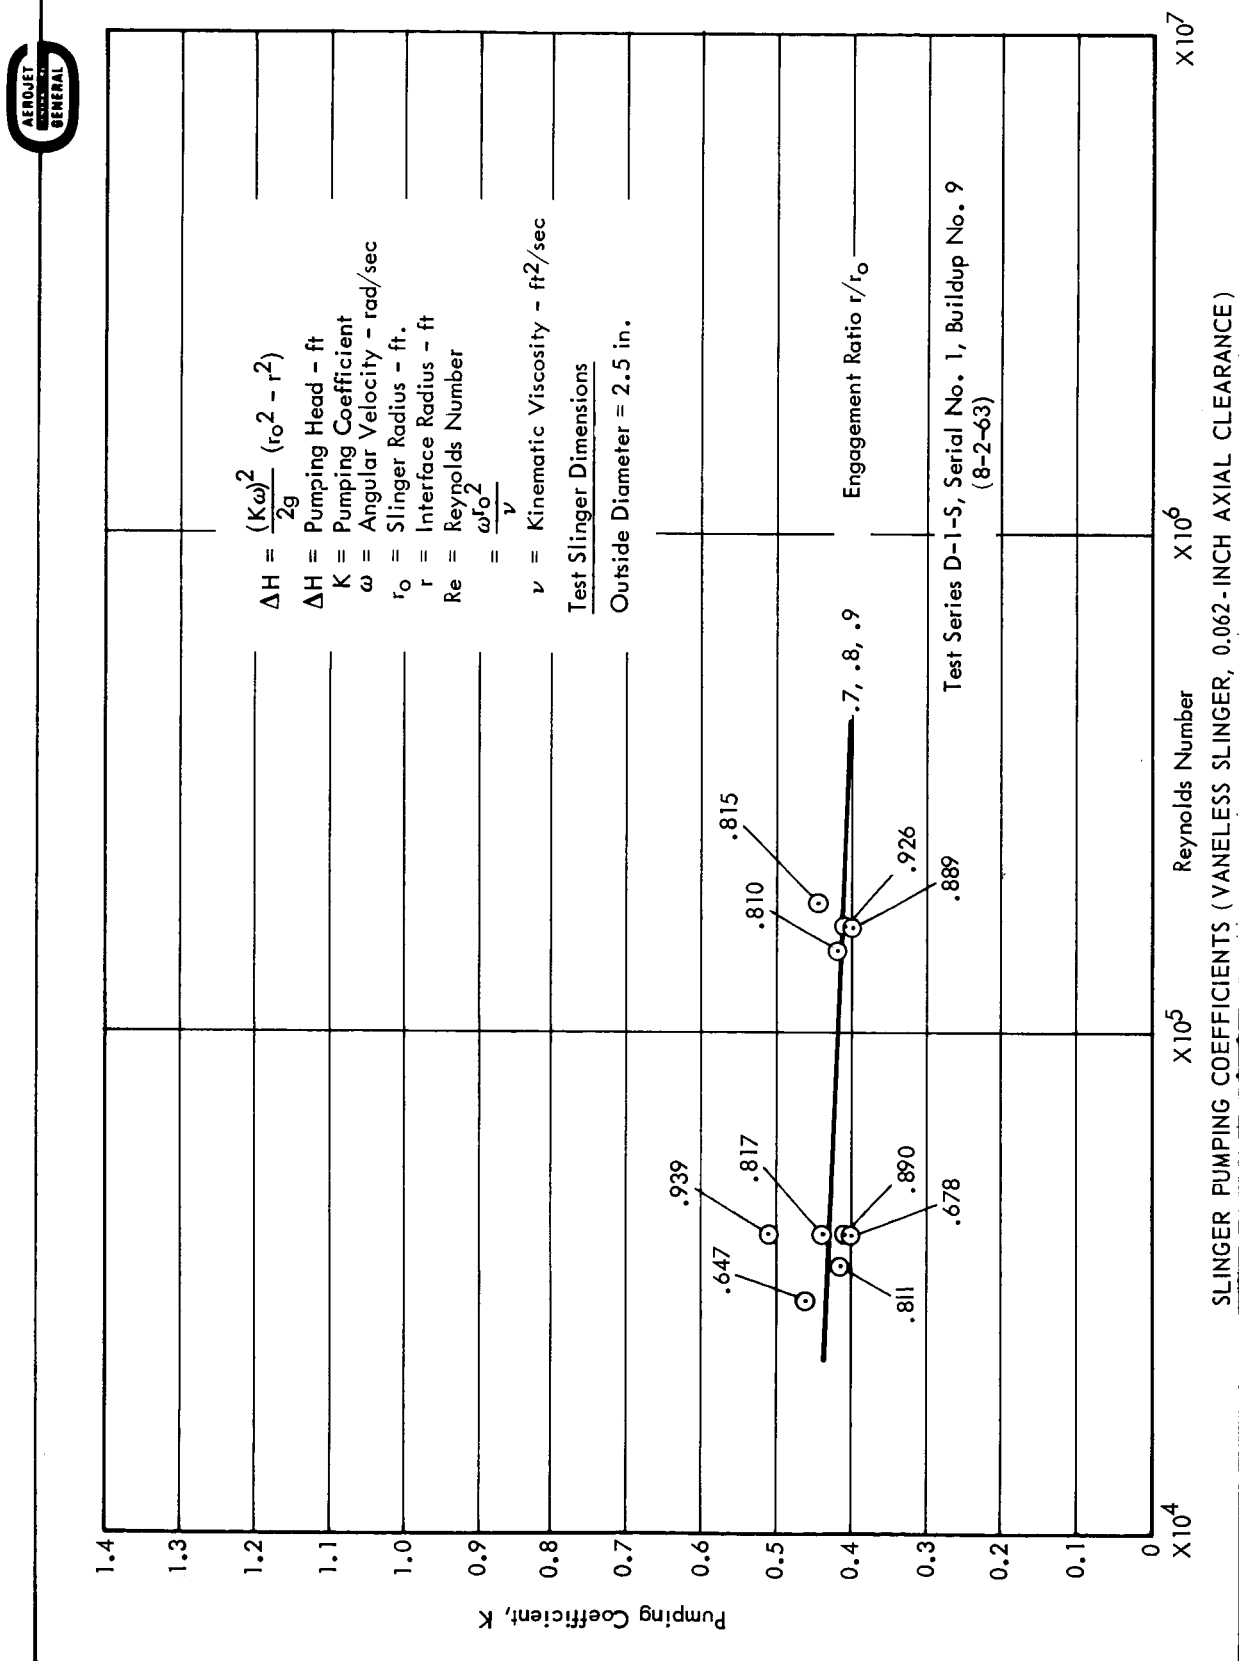 AEROJET
GENERAL
1.4
1.3
1.2
1.1
1.0
0.9
0.8
0.7
0.6
0.5
0.4
0.3
0.2
0.1
0
Pumping Coefficient, K
ΔH = (Kω)²/2g (ro² - r²)
ΔH = Pumping Head - ft
K = Pumping Coefficient
ω = Angular Velocity - rad/sec
ro = Slinger Radius - ft.
r = Interface Radius - ft
Re = Reynolds Number
= ωro²/ν
ν = Kinematic Viscosity - ft²/sec
Test Slinger Dimensions
Outside Diameter = 2.5 in.
.939
.647
.817
.811
.890
.678
.815
.810
.926
.889
.7, .8, .9
Engagement Ratio r/ro
Test Series D-1-S, Serial No. 1, Buildup No. 9
(8-2-63)
X10⁴
X10⁵
X10⁶
X10⁷
Reynolds Number
SLINGER PUMPING COEFFICIENTS (VANELESS SLINGER, 0.062-INCH AXIAL CLEARANCE)